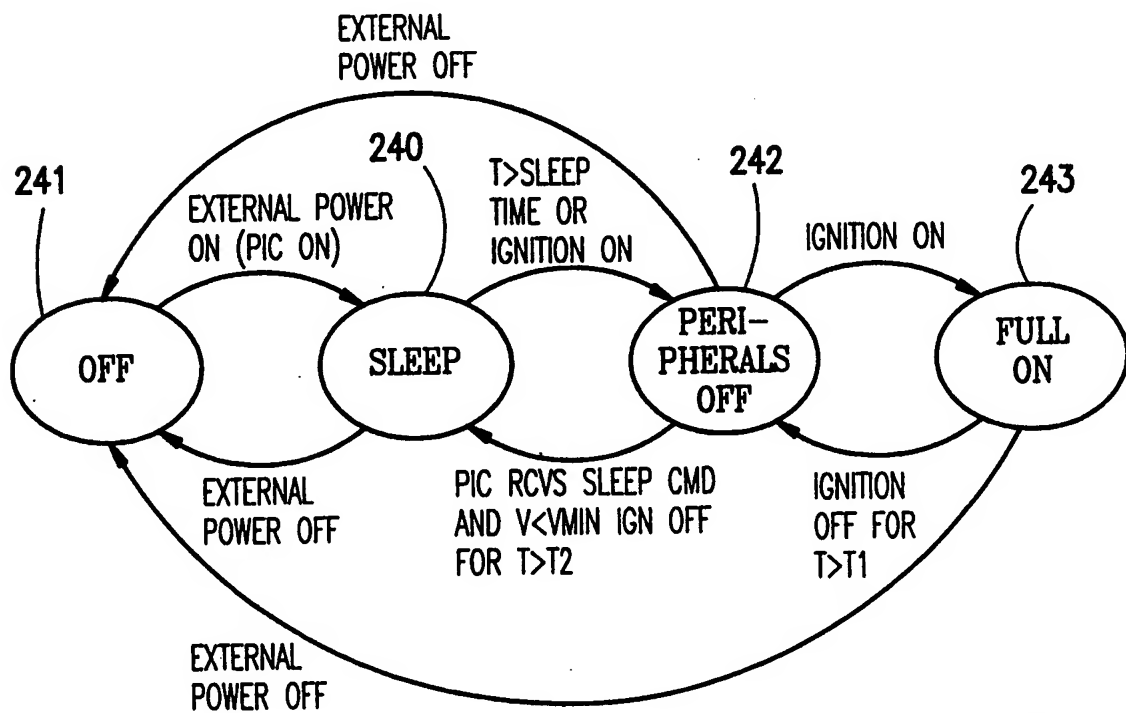 EXTERNAL
POWER OFF
241
240
242
243
EXTERNAL POWER
ON (PIC ON)
T>SLEEP
TIME OR
IGNITION ON
IGNITION ON
OFF
SLEEP
PERI-
PHERALS
OFF
FULL
ON
EXTERNAL
POWER OFF
PIC RCVS SLEEP CMD
AND V<VMIN IGN OFF
FOR T>T2
IGNITION
OFF FOR
T>T1
EXTERNAL
POWER OFF